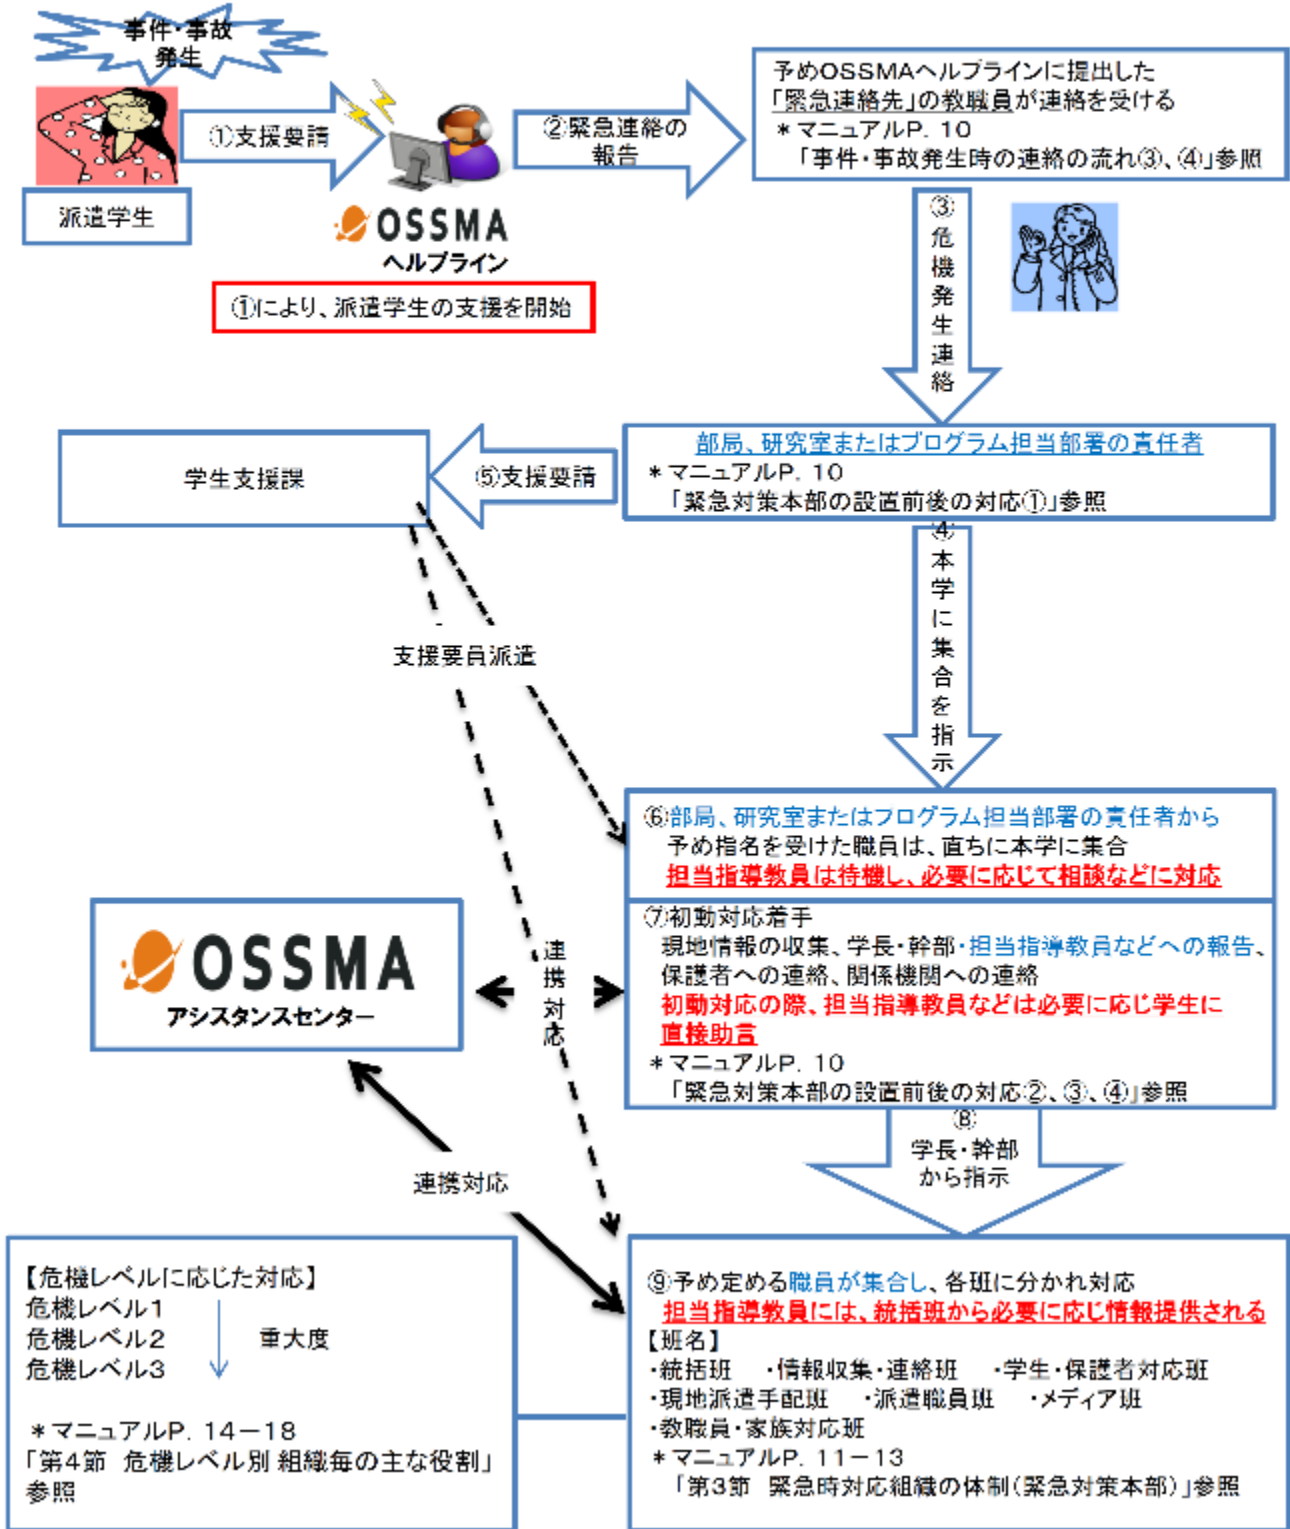 事件・事故
発生
①支援要請
派遣学生
OSSMA
ヘルプライン
①により、派遣学生の支援を開始
②緊急連絡の
報告
予めOSSMAヘルプラインに提出した
「緊急連絡先」の教職員が連絡を受ける
＊マニュアルP. 10
「事件・事故発生時の連絡の流れ③、④」参照
③危機発生連絡
部局、研究室またはプログラム担当部署の責任者
＊マニュアルP. 10
「緊急対策本部の設置前後の対応①」参照
⑤支援要請
学生支援課
④本学に集合を指示
支援要員派遣
⑥部局、研究室またはプログラム担当部署の責任者から
予め指名を受けた職員は、直ちに本学に集合
担当指導教員は待機し、必要に応じて相談などに対応
⑦初動対応着手
現地情報の収集、学長・幹部・担当指導教員などへの報告、
保護者への連絡、関係機関への連絡
初動対応の際、担当指導教員などは必要に応じ学生に
直接助言
＊マニュアルP. 10
「緊急対策本部の設置前後の対応②、③、④」参照
OSSMA
アシスタンスセンター
連携対応
連携対応
⑧
学長・幹部
から指示
⑨予め定める職員が集合し、各班に分かれ対応
担当指導教員には、統括班から必要に応じ情報提供される
【班名】
・統括班　・情報収集・連絡班　・学生・保護者対応班
・現地派遣手配班　・派遣職員班　・メディア班
・教職員・家族対応班
＊マニュアルP. 11－13
「第3節　緊急時対応組織の体制（緊急対策本部）」参照
【危機レベルに応じた対応】
危機レベル1
危機レベル2　重大度
危機レベル3
＊マニュアルP. 14－18
「第4節　危機レベル別 組織毎の主な役割」
参照